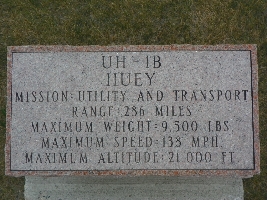 UH - 1B
HUEY
MISSION: UTILITY AND TRANSPORT
RANGE: 286 MILES
MAXIMUM WEIGHT: 9,500 LBS.
MAXIMUM SPEED: 138 MPH.
MAXIMUM ALTITUDE: 21,000 FT.